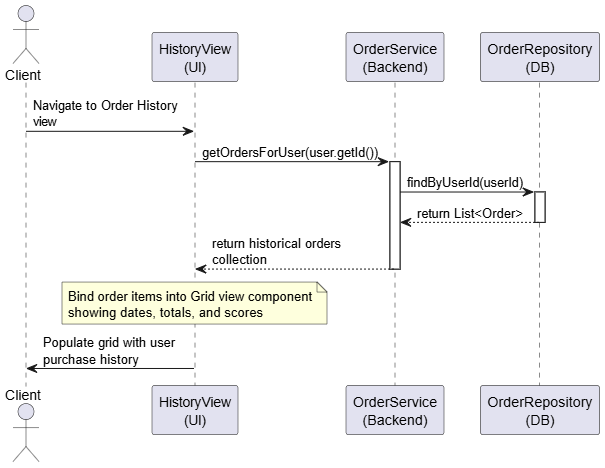 Client
HistoryView
(UI)
OrderService
(Backend)
OrderRepository
(DB)
Navigate to Order History
view
getOrdersForUser(user.getId())
findByUserId(userId)
return List<Order>
return historical orders
collection
Bind order items into Grid view component
showing dates, totals, and scores
Populate grid with user
purchase history
Client
HistoryView
(UI)
OrderService
(Backend)
OrderRepository
(DB)